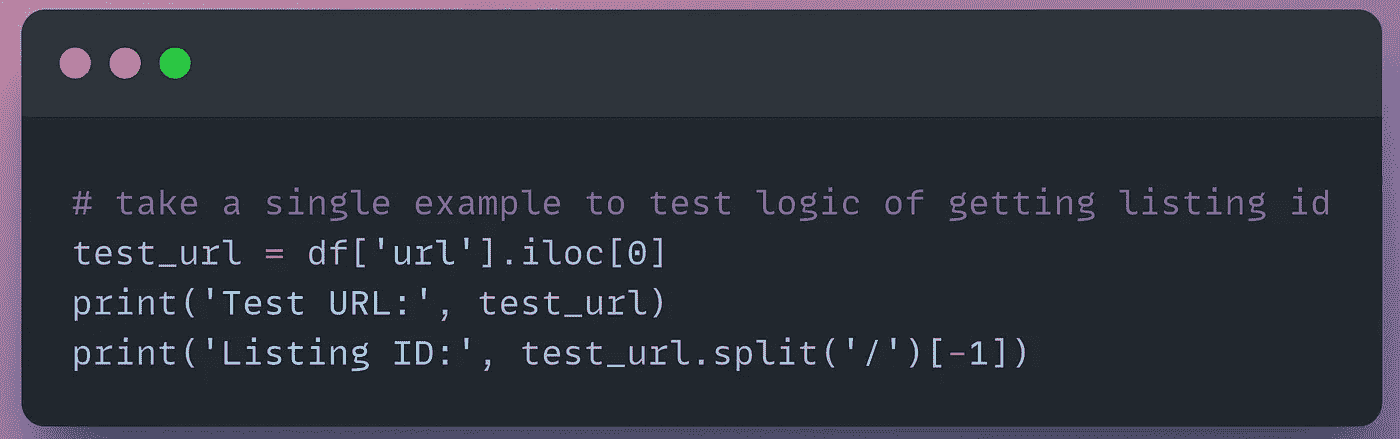 # take a single example to test logic of getting listing id
test_url = df['url'].iloc[0]
print('Test URL:', test_url)
print('Listing ID:', test_url.split('/')[-1])